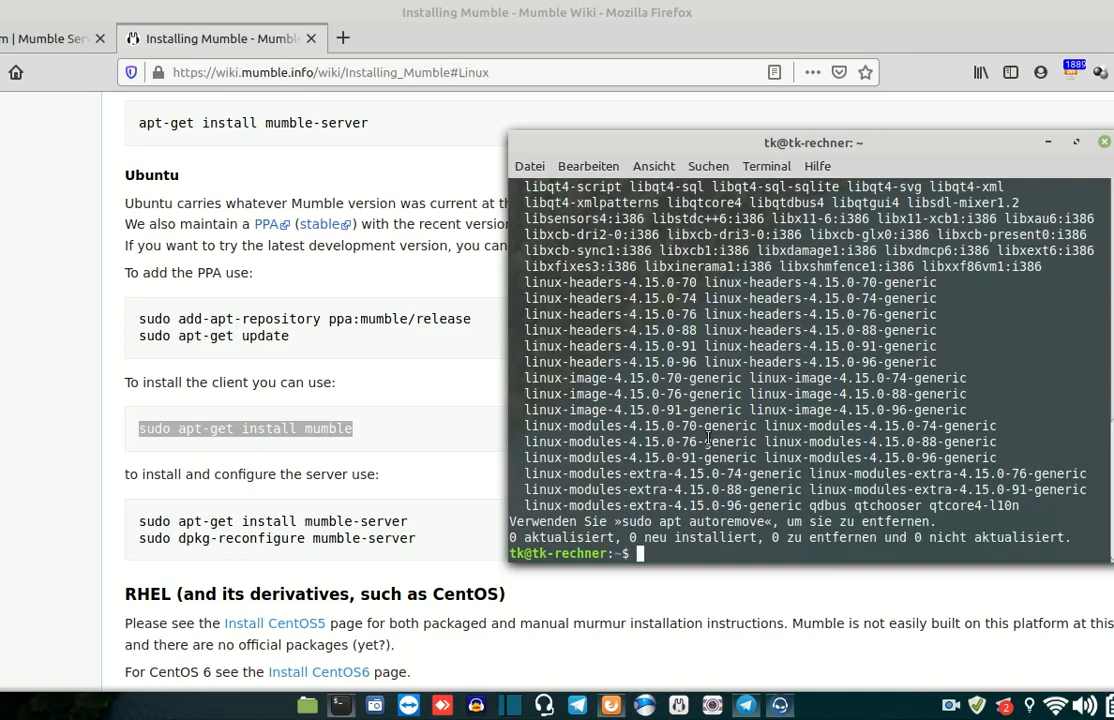 Installing Mumble - Mumble Wiki - Mozilla Firefox
m | Mumble Ser
Installing Mumble - Mumb
https://wiki.mumble.info/wiki/Installing_Mumble#Linux
1889
apt-get install mumble-server
Ubuntu
Ubuntu carries whatever Mumble version was current at th
We also maintain a PPA (stable) with the recent version
If you want to try the latest development version, you can
To add the PPA use:
sudo add-apt-repository ppa:mumble/release
sudo apt-get update
To install the client you can use:
sudo apt-get install mumble
to install and configure the server use:
sudo apt-get install mumble-server
sudo dpkg-reconfigure mumble-server
RHEL (and its derivatives, such as CentOS)
Please see the Install CentOS5 page for both packaged and manual murmur installation instructions. Mumble is not easily built on this platform at this
and there are no official packages (yet?).
For CentOS 6 see the Install CentOS6 page.
tk@tk-rechner: ~
Datei Bearbeiten Ansicht Suchen Terminal Hilfe
libqt4-script libqt4-sql libqt4-sql-sqlite libqt4-svg libqt4-xml
libqt4-xmlpatterns libqtcore4 libqtdbus4 libqtgui4 libsdl-mixer1.2
libsensors4:i386 libstdc++6:i386 libx11-6:i386 libx11-xcb1:i386 libxau6:i386
libxcb-dri2-0:i386 libxcb-dri3-0:i386 libxcb-glx0:i386 libxcb-present0:i386
libxcb-sync1:i386 libxcb1:i386 libxdamage1:i386 libxdmcp6:i386 libxext6:i386
libxfixes3:i386 libxinerama1:i386 libxshmfence1:i386 libxxf86vm1:i386
linux-headers-4.15.0-70 linux-headers-4.15.0-70-generic
linux-headers-4.15.0-74 linux-headers-4.15.0-74-generic
linux-headers-4.15.0-76 linux-headers-4.15.0-76-generic
linux-headers-4.15.0-88 linux-headers-4.15.0-88-generic
linux-headers-4.15.0-91 linux-headers-4.15.0-91-generic
linux-headers-4.15.0-96 linux-headers-4.15.0-96-generic
linux-image-4.15.0-70-generic linux-image-4.15.0-74-generic
linux-image-4.15.0-76-generic linux-image-4.15.0-88-generic
linux-image-4.15.0-91-generic linux-image-4.15.0-96-generic
linux-modules-4.15.0-70-generic linux-modules-4.15.0-74-generic
linux-modules-4.15.0-76-generic linux-modules-4.15.0-88-generic
linux-modules-4.15.0-91-generic linux-modules-4.15.0-96-generic
linux-modules-extra-4.15.0-74-generic linux-modules-extra-4.15.0-76-generic
linux-modules-extra-4.15.0-88-generic linux-modules-extra-4.15.0-91-generic
linux-modules-extra-4.15.0-96-generic qdbus qtchooser qtcore4-l10n
Verwenden Sie »sudo apt autoremove«, um sie zu entfernen.
0 aktualisiert, 0 neu installiert, 0 zu entfernen und 0 nicht aktualisiert.
tk@tk-rechner:~$
2